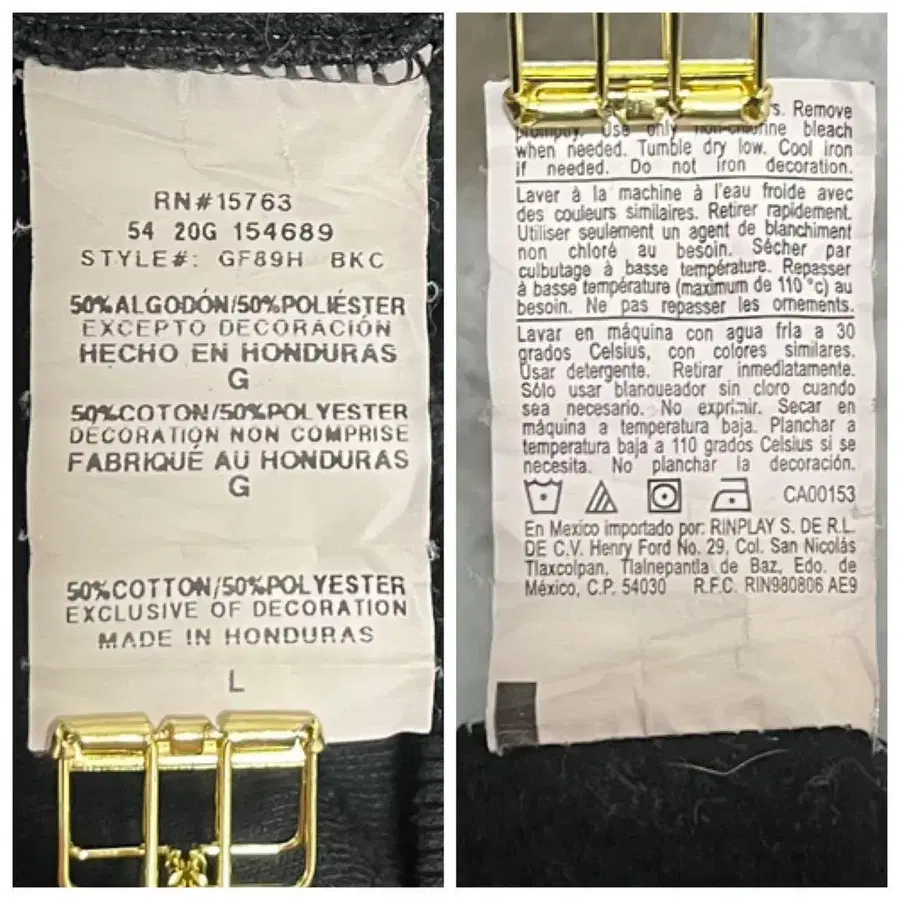 RN#15763
54 20G 154689
STYLE#: GF89H BKC
50%ALGODÓN/50%POLIÉSTER
EXCEPTO DECORACIÓN
HECHO EN HONDURAS
G
50%COTON/50%POLYESTER
DECORATION NON COMPRISE
FABRIQUÉ AU HONDURAS
G
50%COTTON/50%POLYESTER
EXCLUSIVE OF DECORATION
MADE IN HONDURAS
L
Remove
promptly. Use only non-chlorine bleach
when needed. Tumble dry low. Cool iron
if needed. Do not iron decoration.
Laver à la machine à l'eau froide avec
des couleurs similaires. Retirer rapidement.
Utiliser seulement un agent de blanchiment
non chloré au besoin. Sécher par
culbutage à basse température. Repasser
à basse température (maximum de 110 °c) au
besoin. Ne pas repasser les ornements.
Lavar en máquina con agua fría a 30
grados Celsius, con colores similares.
Usar detergente. Retirar inmediatamente.
Sólo usar blanqueador sin cloro cuando
sea necesario. No exprimir. Secar en
máquina a temperatura baja. Planchar a
temperatura baja a 110 grados Celsius si se
necesita. No planchar la decoración.
CA00153
En Mexico importado por: RINPLAY S. DE R.L.
DE C.V. Henry Ford No. 29, Col. San Nicolás
Tlaxcolpan, Tlalnepantla de Baz, Edo. de
México, C.P. 54030 R.F.C. RIN980806 AE9